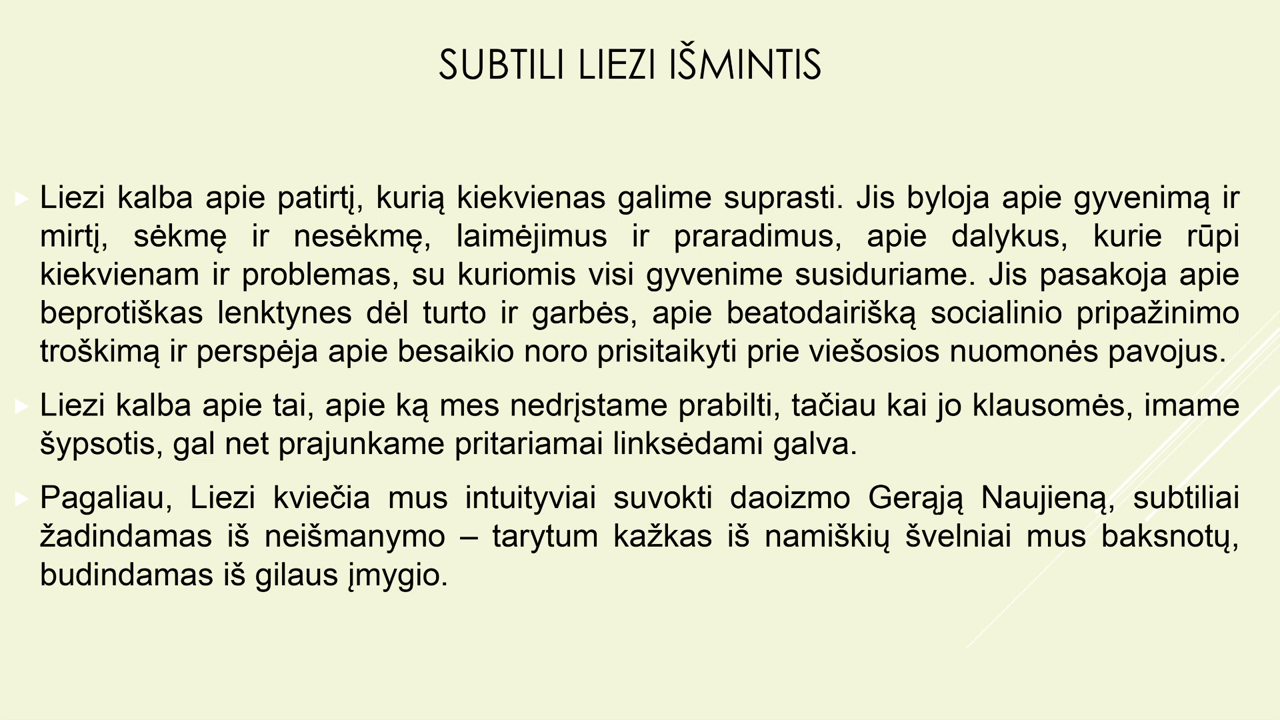 SUBTILI LIEZI IŠMINTIS
Liezi kalba apie patirtį, kurią kiekvienas galime suprasti. Jis byloja apie gyvenimą ir
mirtį, sėkmę ir nesėkmę, laimėjimus ir praradimus, apie dalykus, kurie rūpi
kiekvienam ir problemas, su kuriomis visi gyvenime susiduriame. Jis pasakoja apie
beprotiškas lenktynes dėl turto ir garbės, apie beatodairišką socialinio pripažinimo
troškimą ir perspėja apie besaikio noro prisitaikyti prie viešosios nuomonės pavojus.
Liezi kalba apie tai, apie ką mes nedrįstame prabilti, tačiau kai jo klausomės, imame
šypsotis, gal net prajunkame pritariamai linksėdami galva.
Pagaliau, Liezi kviečia mus intuityviai suvokti daoizmo Gerąją Naujieną, subtiliai
žadindamas iš neišmanymo – tarytum kažkas iš namiškių švelniai mus baksnotų,
budindamas iš gilaus įmygio.